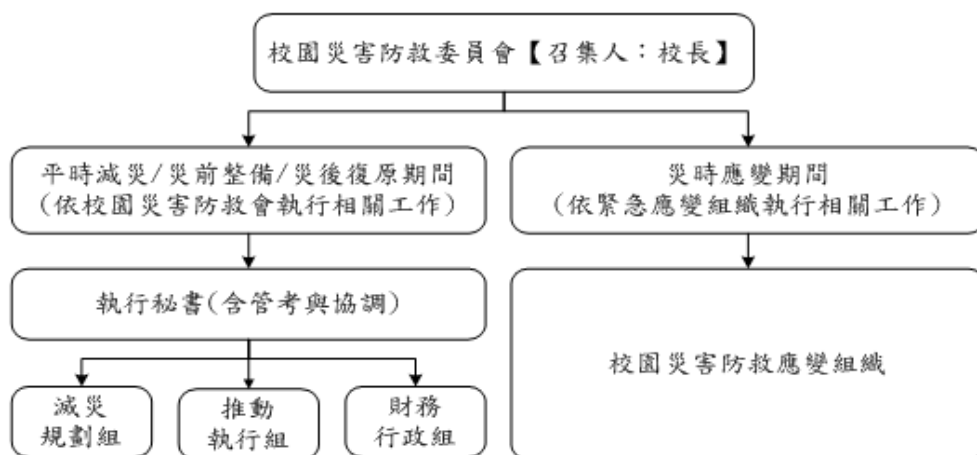 校園災害防救委員會【召集人：校長】
平時減災/災前整備/災後復原期間
(依校園災害防救會執行相關工作)
災時應變期間
(依緊急應變組織執行相關工作)
執行秘書(含管考與協調)
校園災害防救應變組織
減災
規劃組
推動
執行組
財務
行政組